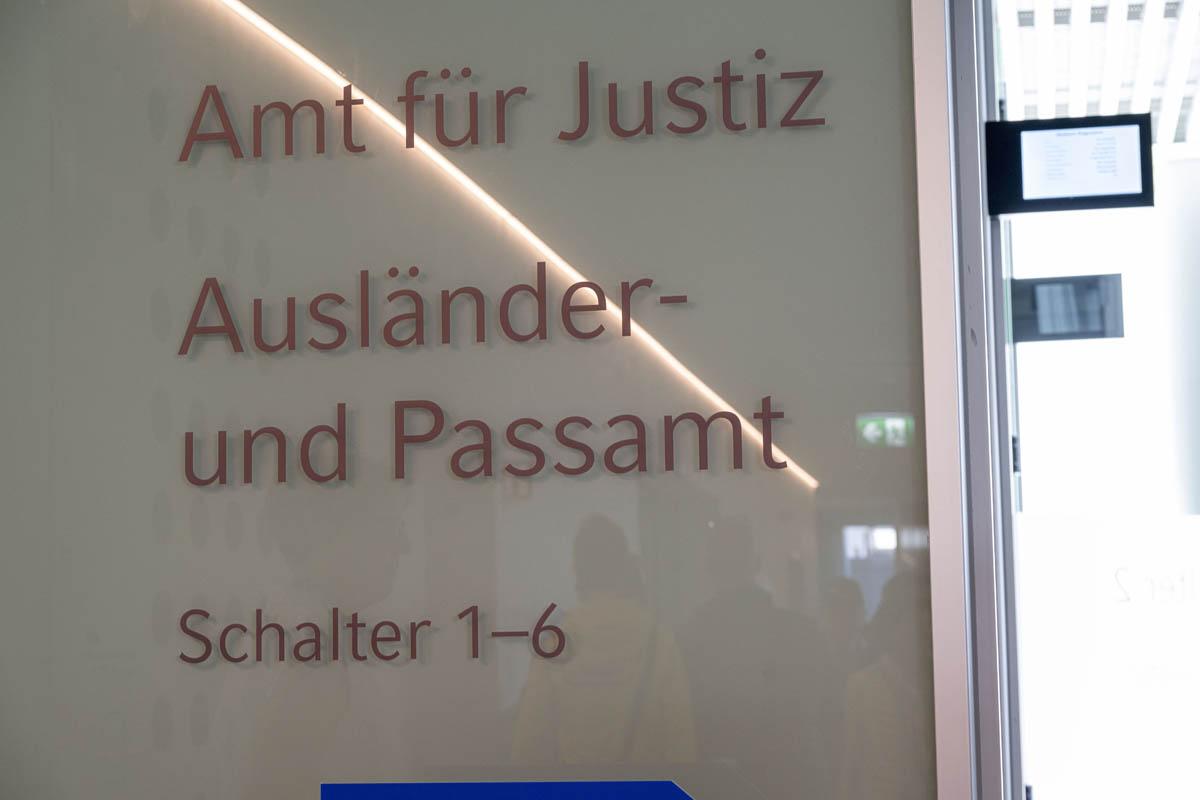 Amt für Justiz
Ausländer-
und Passamt
Schalter 1–6